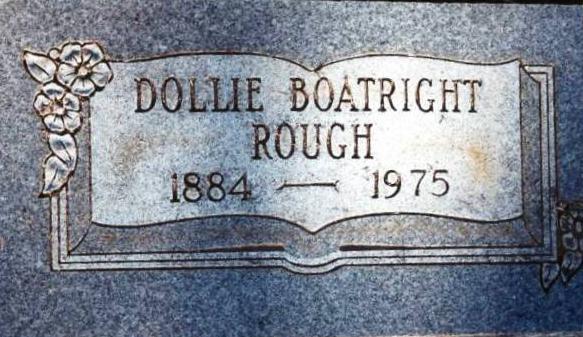 DOLLIE BOATRIGHT
ROUGH
1884 — 1975